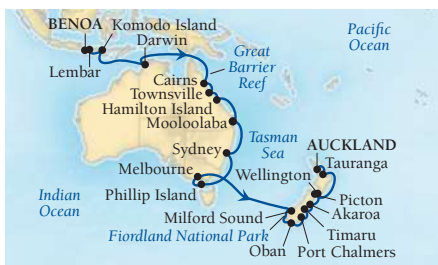 BENOA
Komodo Island
Darwin
Pacific
Ocean
Lembar
Great
Barrier
Reef
Cairns
Townsville
Hamilton Island
Mooloolaba
Sydney
Tasman
Sea
AUCKLAND
Tauranga
Melbourne
Wellington
Indian
Ocean
Phillip Island
Picton
Milford Sound
Akaroa
Fiordland National Park
Timaru
Oban
Port Chalmers